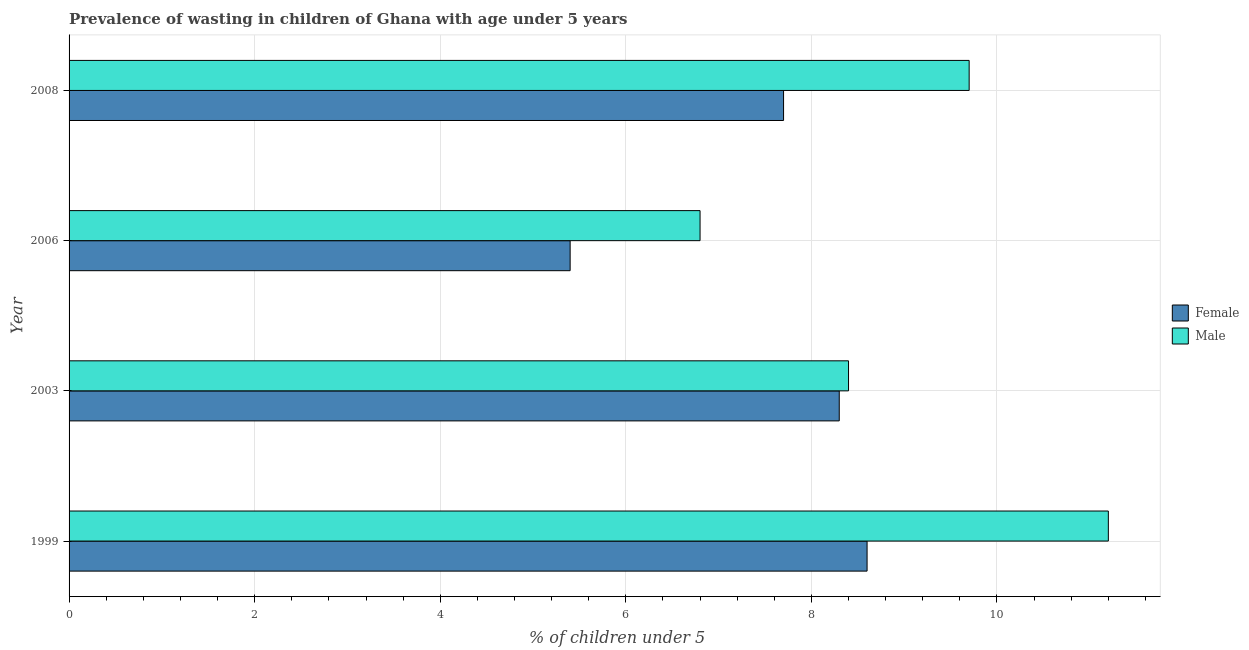 Prevalence of wasting in children of Ghana with age under 5 years
2008
2006
2003
1999
Year
0
2
4
6
8
10
% of children under 5
Female
Male